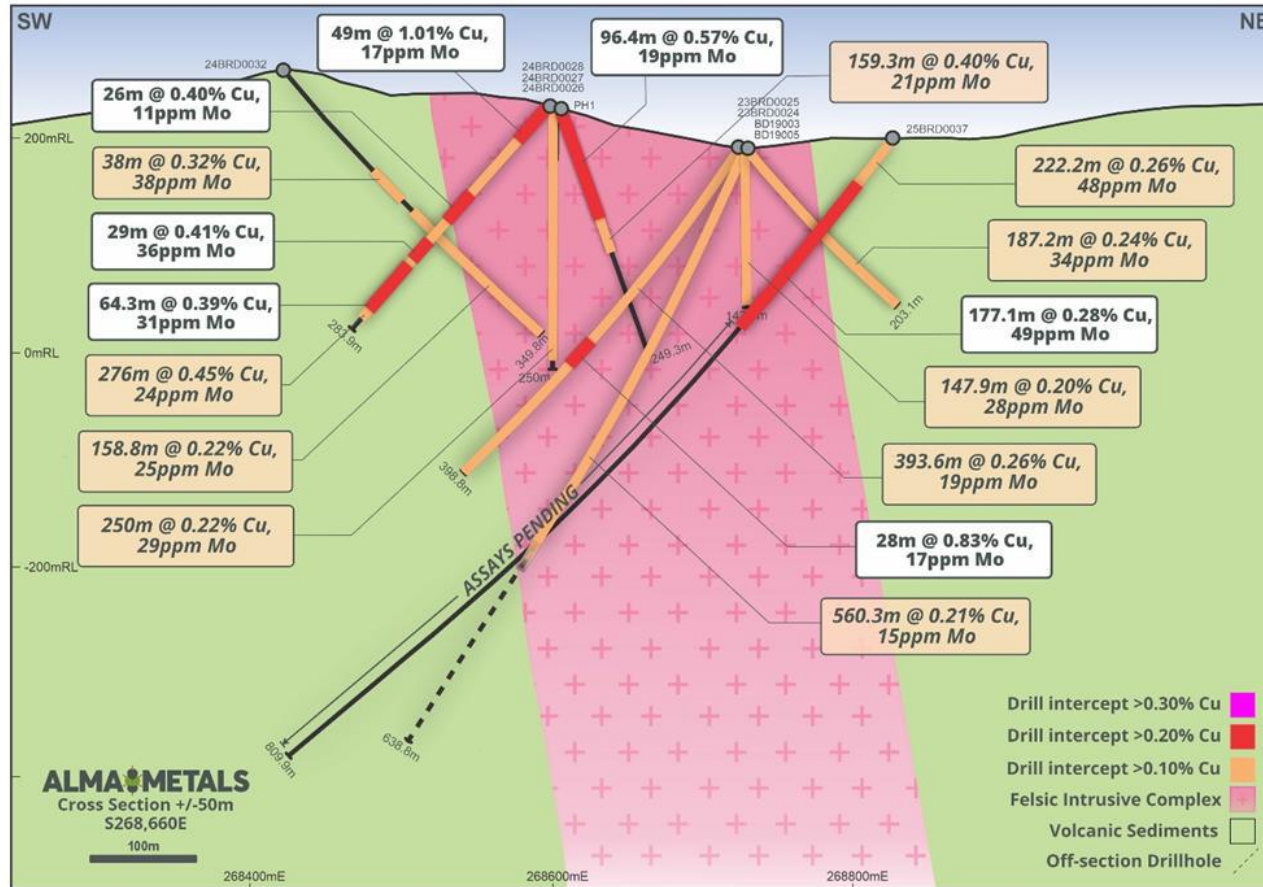 SW
NE
49m @ 1.01% Cu,
17ppm Mo
96.4m @ 0.57% Cu,
19ppm Mo
159.3m @ 0.40% Cu,
21ppm Mo
24BRD0032
24BRD0028
24BRD0027
24BRD0026
PH1
23BRD0025
23BRD0024
BD19003
BD19005
25BRD0037
26m @ 0.40% Cu,
11ppm Mo
200mRL
38m @ 0.32% Cu,
38ppm Mo
222.2m @ 0.26% Cu,
48ppm Mo
29m @ 0.41% Cu,
36ppm Mo
187.2m @ 0.24% Cu,
34ppm Mo
64.3m @ 0.39% Cu,
31ppm Mo
283.9m
203.1m
177.1m @ 0.28% Cu,
49ppm Mo
0mRL
349.8m
249.3m
250m
276m @ 0.45% Cu,
24ppm Mo
147.9m @ 0.20% Cu,
28ppm Mo
158.8m @ 0.22% Cu,
25ppm Mo
398.8m
393.6m @ 0.26% Cu,
19ppm Mo
250m @ 0.22% Cu,
29ppm Mo
ASSAYS PENDING
28m @ 0.83% Cu,
17ppm Mo
-200mRL
560.3m @ 0.21% Cu,
15ppm Mo
638.8m
809.9m
Drill intercept >0.30% Cu
Drill intercept >0.20% Cu
Drill intercept >0.10% Cu
Felsic Intrusive Complex
Volcanic Sediments
Off-section Drillhole
ALMA METALS
Cross Section +/-50m
S268,660E
100m
268400mE
268600mE
268800mE